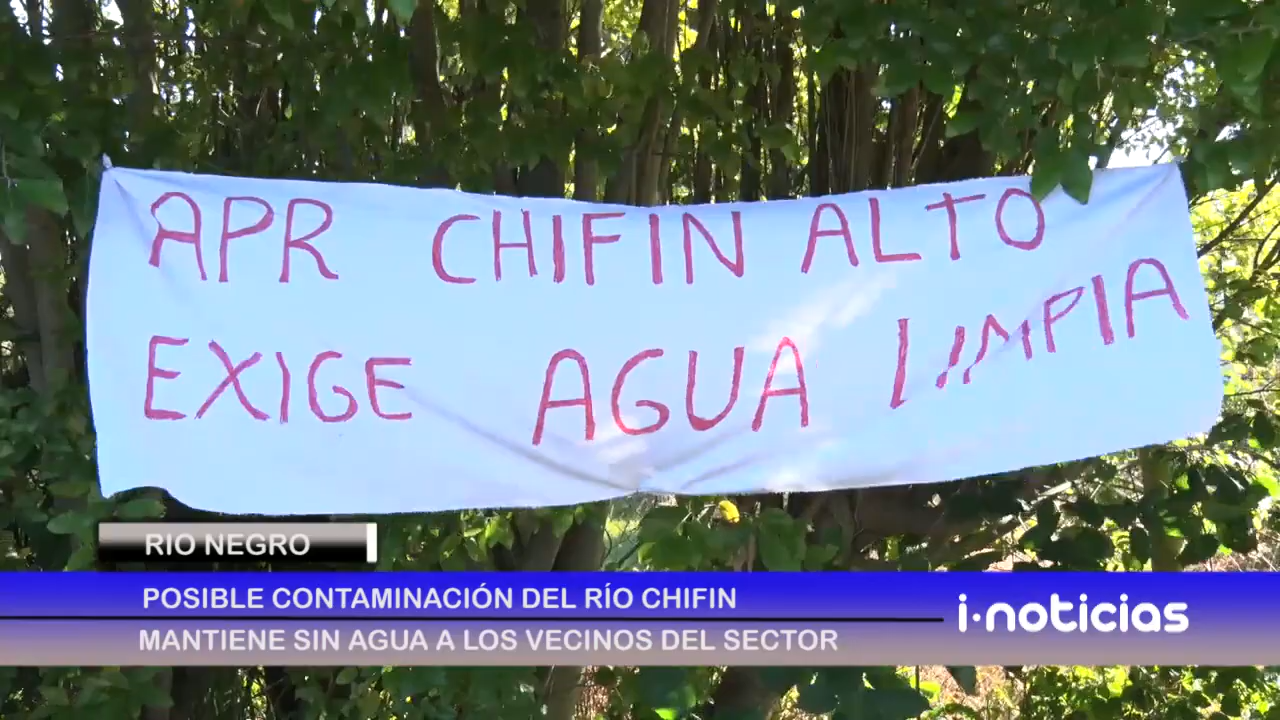 APR CHIFIN ALTO
EXIGE AGUA LIMPIA
RIO NEGRO
POSIBLE CONTAMINACIÓN DEL RÍO CHIFIN
MANTIENE SIN AGUA A LOS VECINOS DEL SECTOR
i·noticias